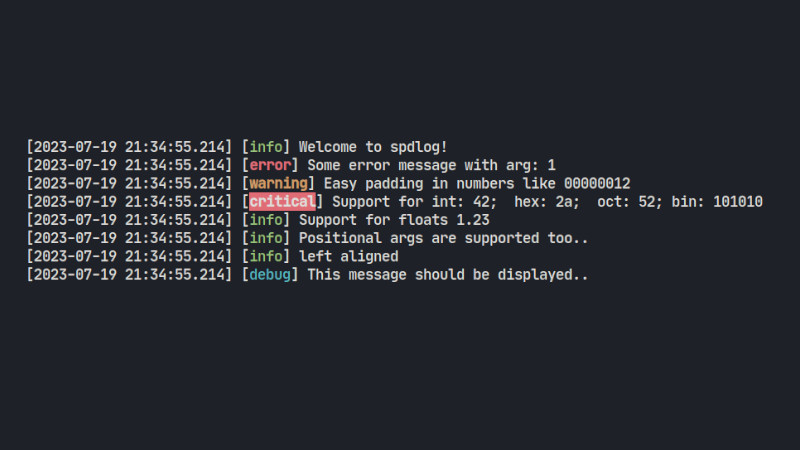 [2023-07-19 21:34:55.214] [info] Welcome to spdlog!
[2023-07-19 21:34:55.214] [error] Some error message with arg: 1
[2023-07-19 21:34:55.214] [warning] Easy padding in numbers like 00000012
[2023-07-19 21:34:55.214] [critical] Support for int: 42;  hex: 2a;  oct: 52; bin: 101010
[2023-07-19 21:34:55.214] [info] Support for floats 1.23
[2023-07-19 21:34:55.214] [info] Positional args are supported too..
[2023-07-19 21:34:55.214] [info] left aligned
[2023-07-19 21:34:55.214] [debug] This message should be displayed..